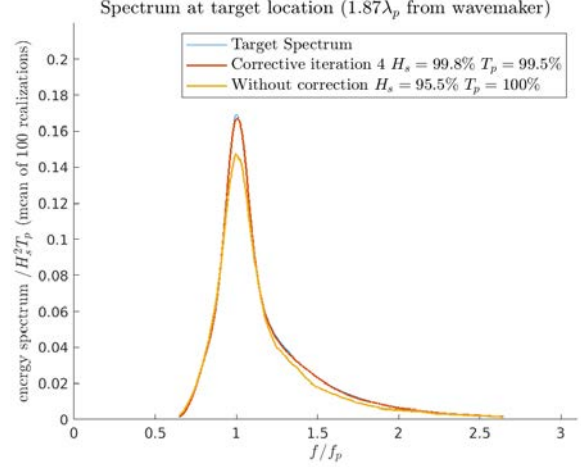 Spectrum at target location (1.87λₚ from wavemaker)
Target Spectrum
Corrective iteration 4 Hₛ = 99.8% Tₚ = 99.5%
Without correction Hₛ = 95.5% Tₚ = 100%
energy spectrum /Hₛ²Tₚ (mean of 100 realizations)
0.2
0.18
0.16
0.14
0.12
0.1
0.08
0.06
0.04
0.02
0
0 0.5 1 1.5 2 2.5 3
f/fₚ